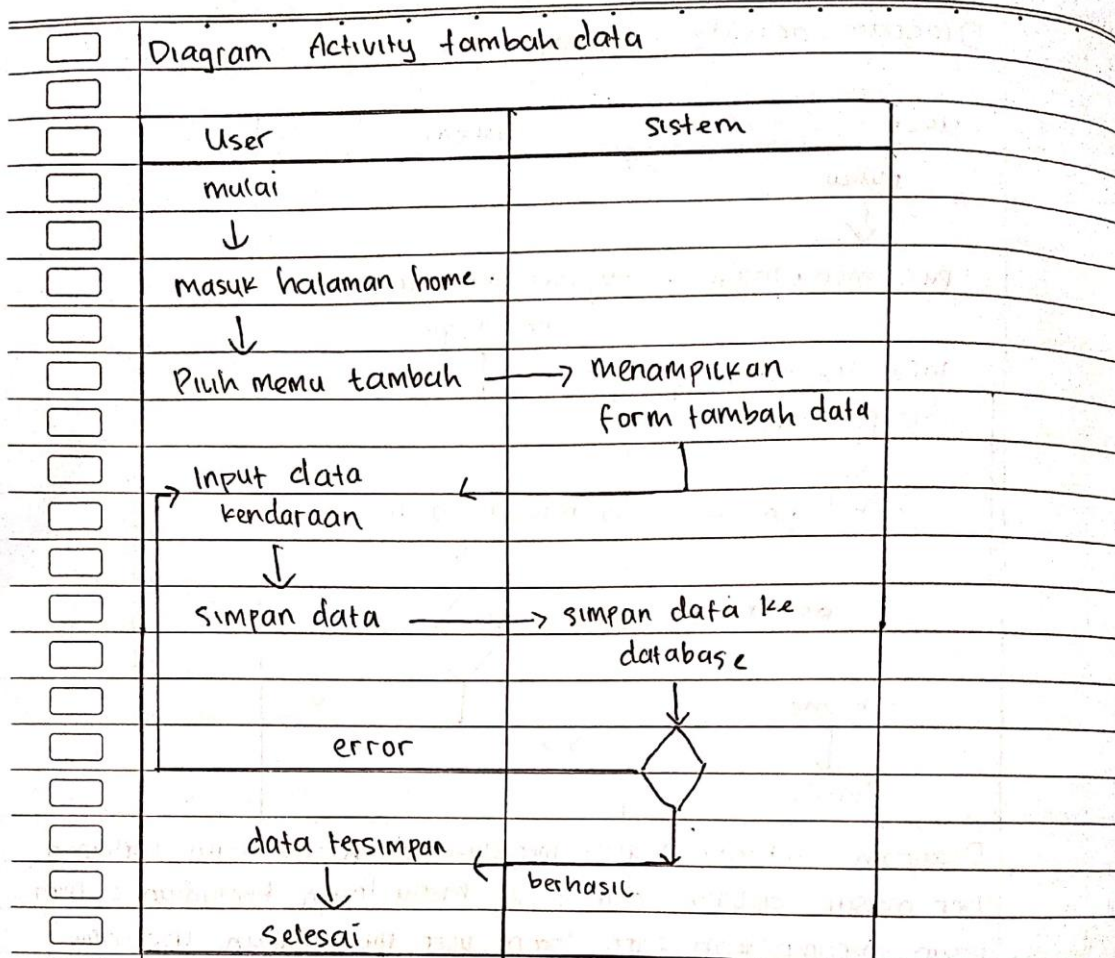 Diagram Activity tambah data
User sistem
mulai
masuk halaman home
Pilih memu tambah menampilkan
form tambah data
Input data
kendaraan
simpan data simpan data ke
database
error
data tersimpan
berhasil.
selesai